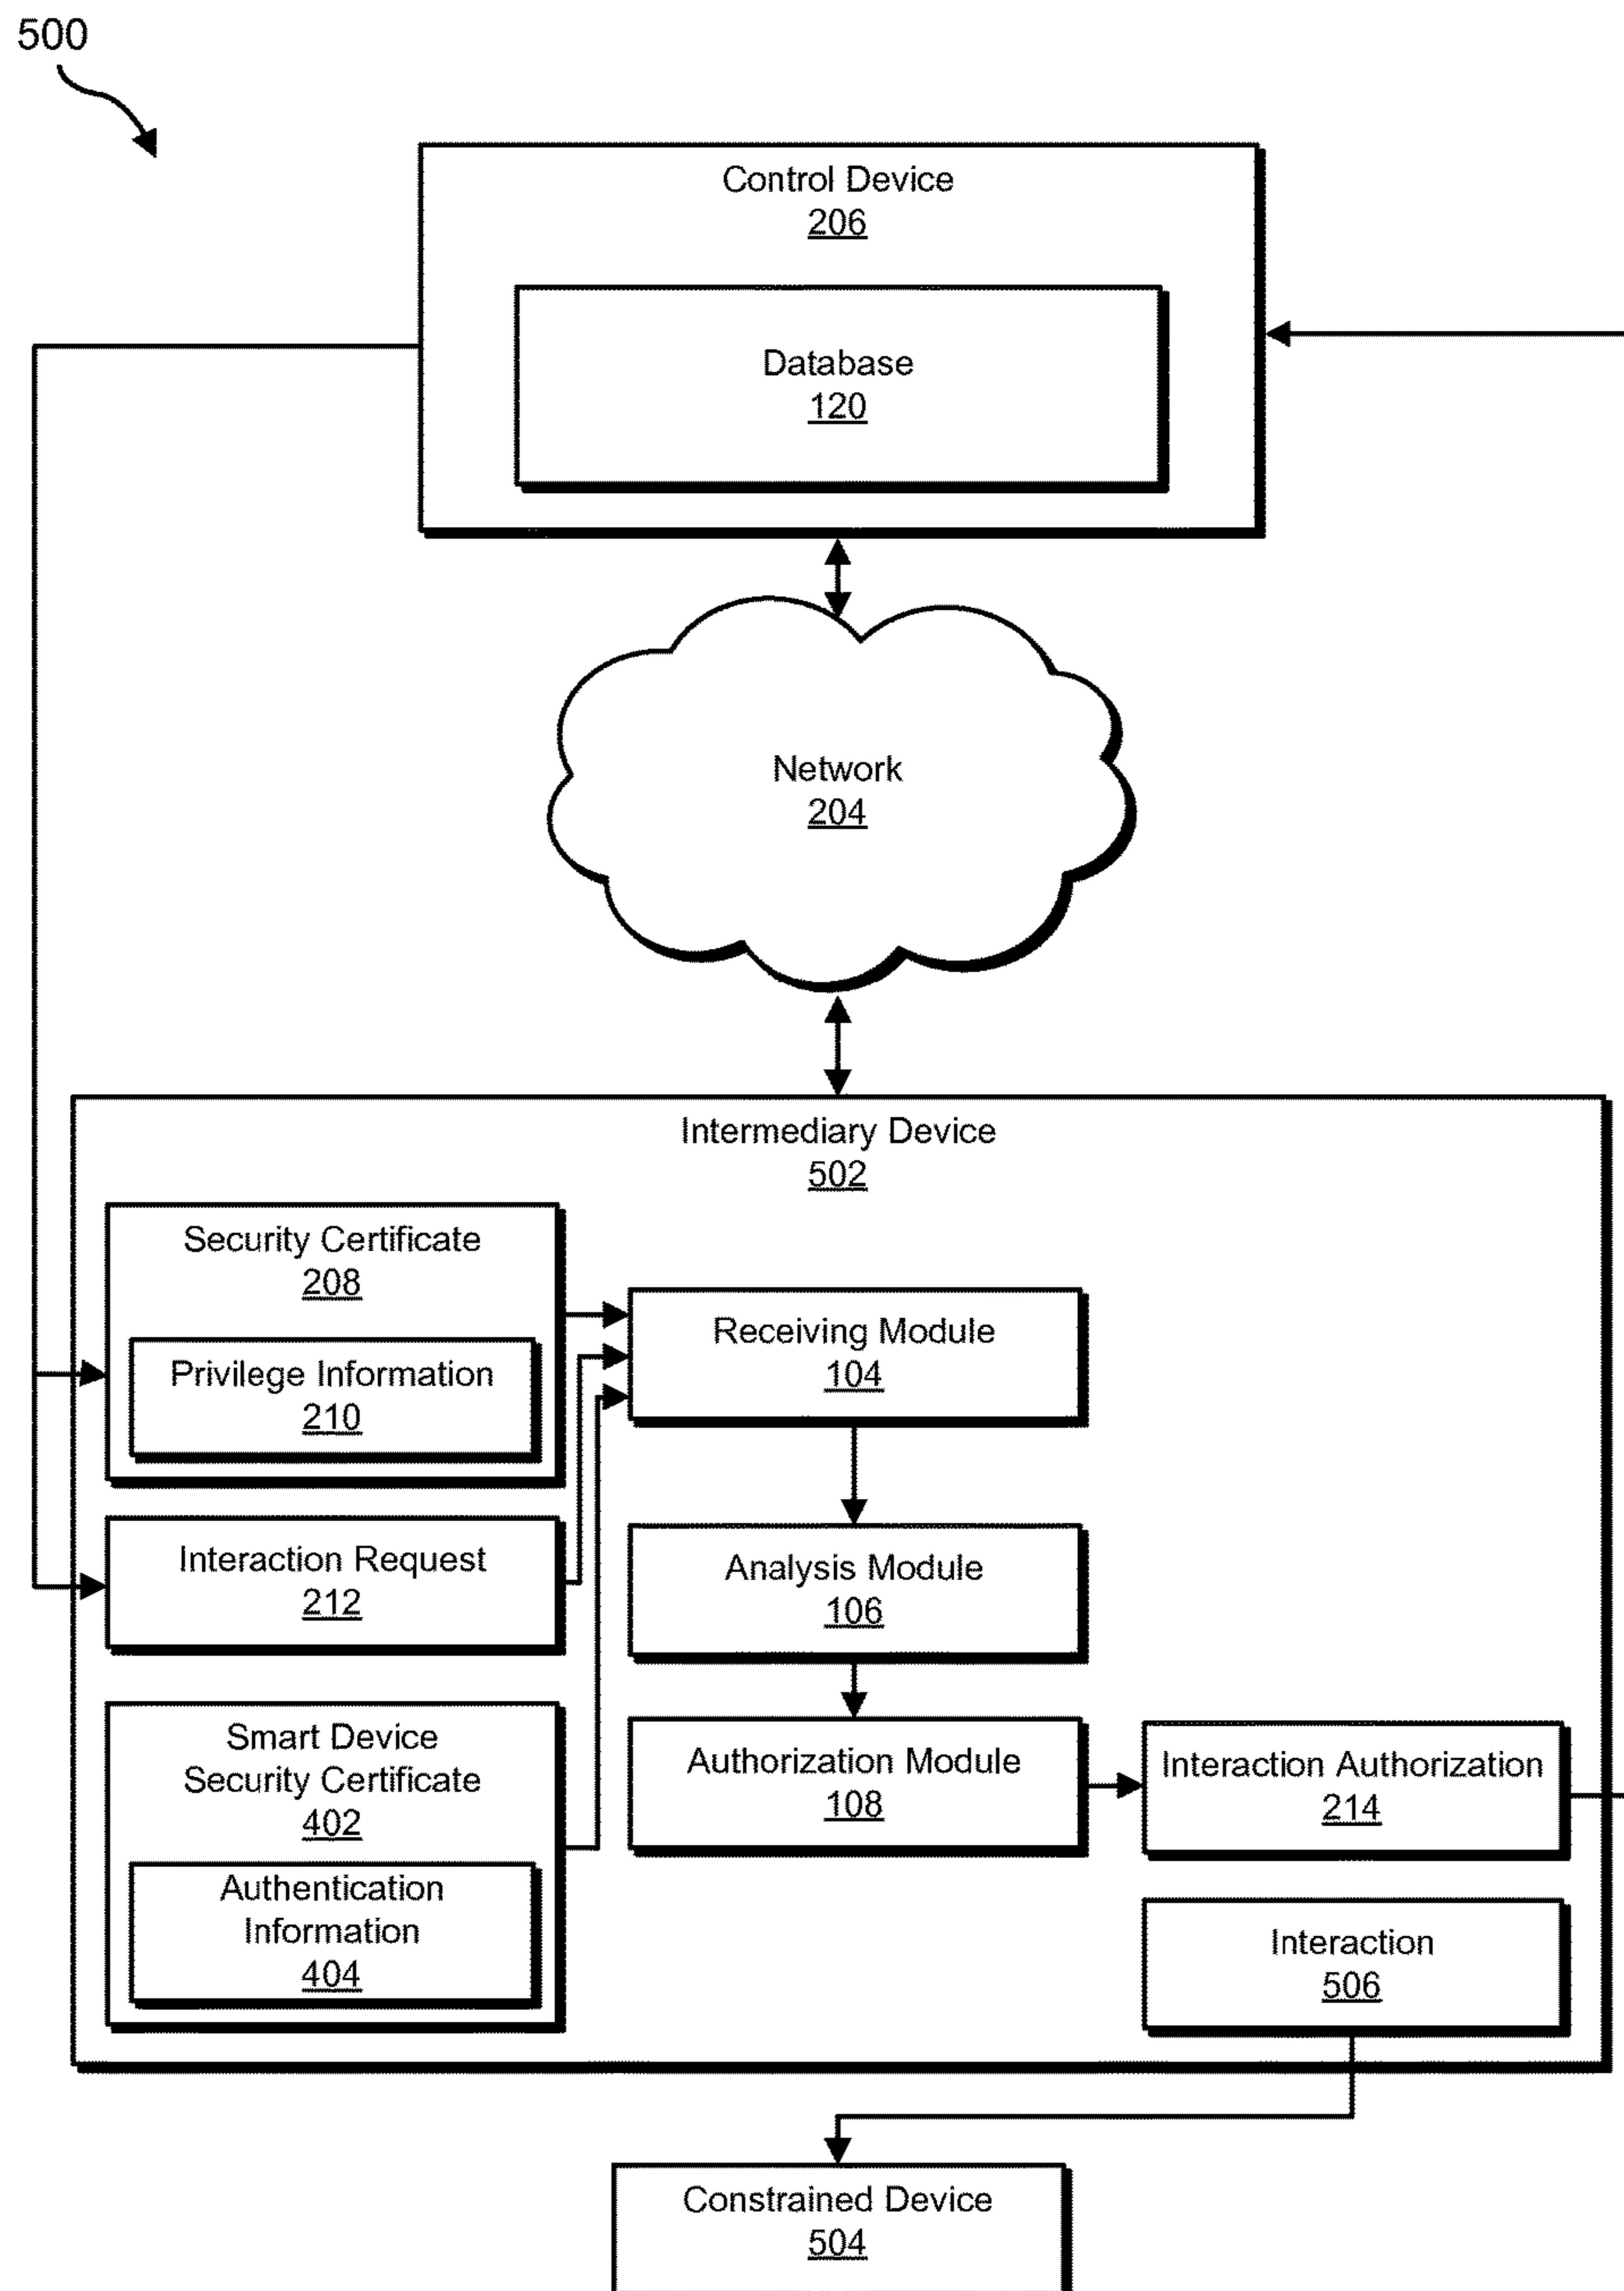 500
Control Device
206
Database
120
Network
204
Intermediary Device
502
Security Certificate
208
Privilege Information
210
Interaction Request
212
Smart Device
Security Certificate
402
Authentication
Information
404
Receiving Module
104
Analysis Module
106
Authorization Module
108
Interaction Authorization
214
Interaction
506
Constrained Device
504